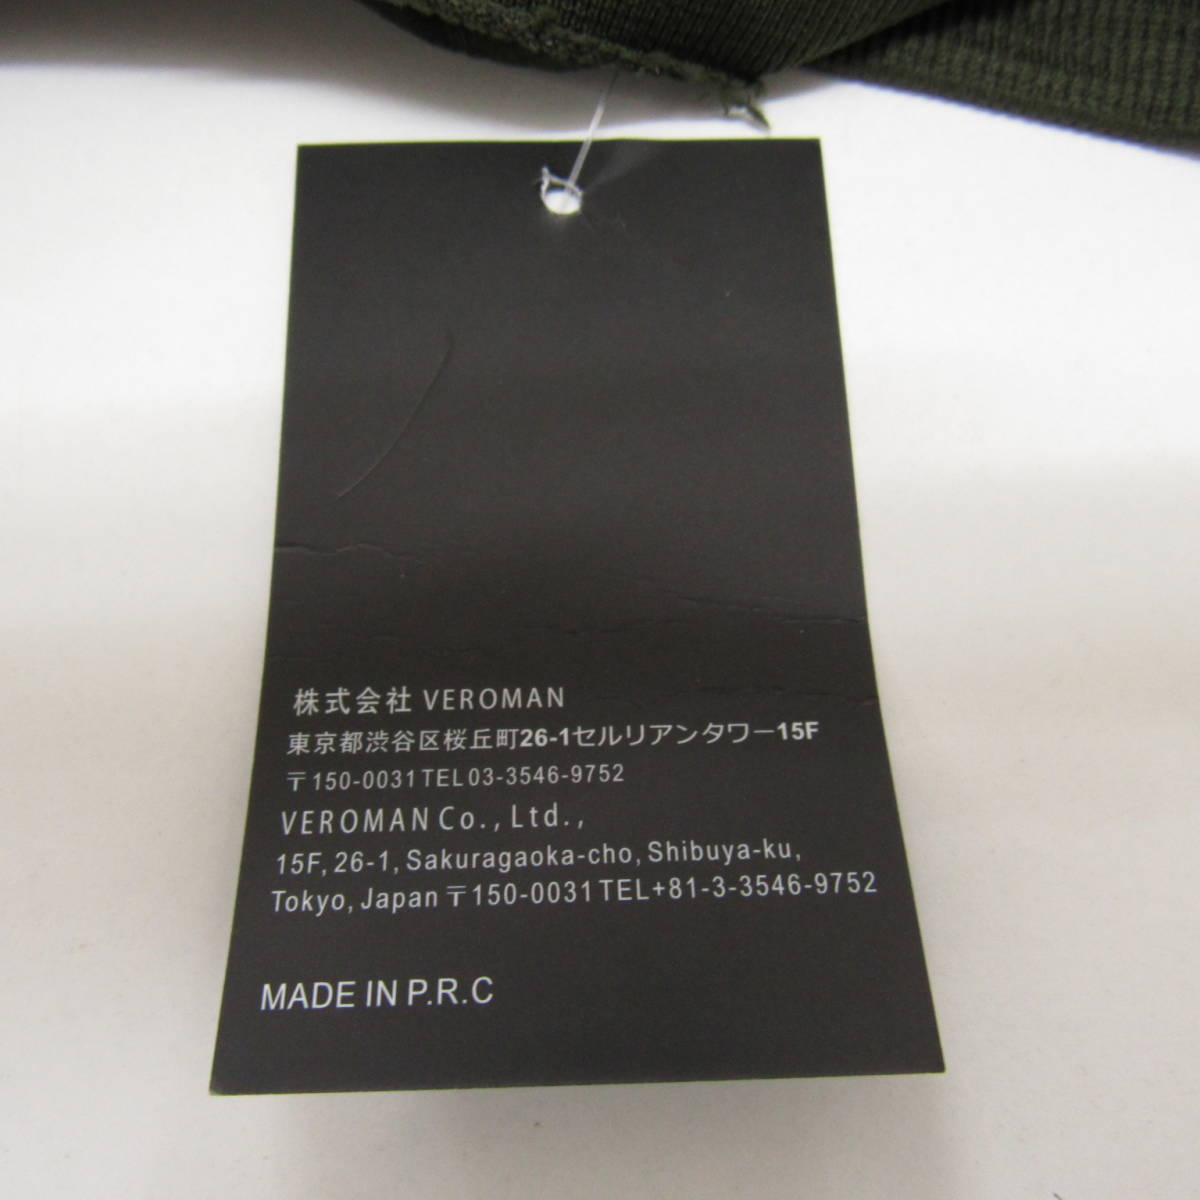 株式会社 VEROMAN
東京都渋谷区桜丘町26-1セルリアンタワー15F
〒150-0031 TEL 03-3546-9752
VEROMAN Co., Ltd.,
15F, 26-1, Sakuragaoka-cho, Shibuya-ku,
Tokyo, Japan 〒150-0031 TEL+81-3-3546-9752
MADE IN P.R.C